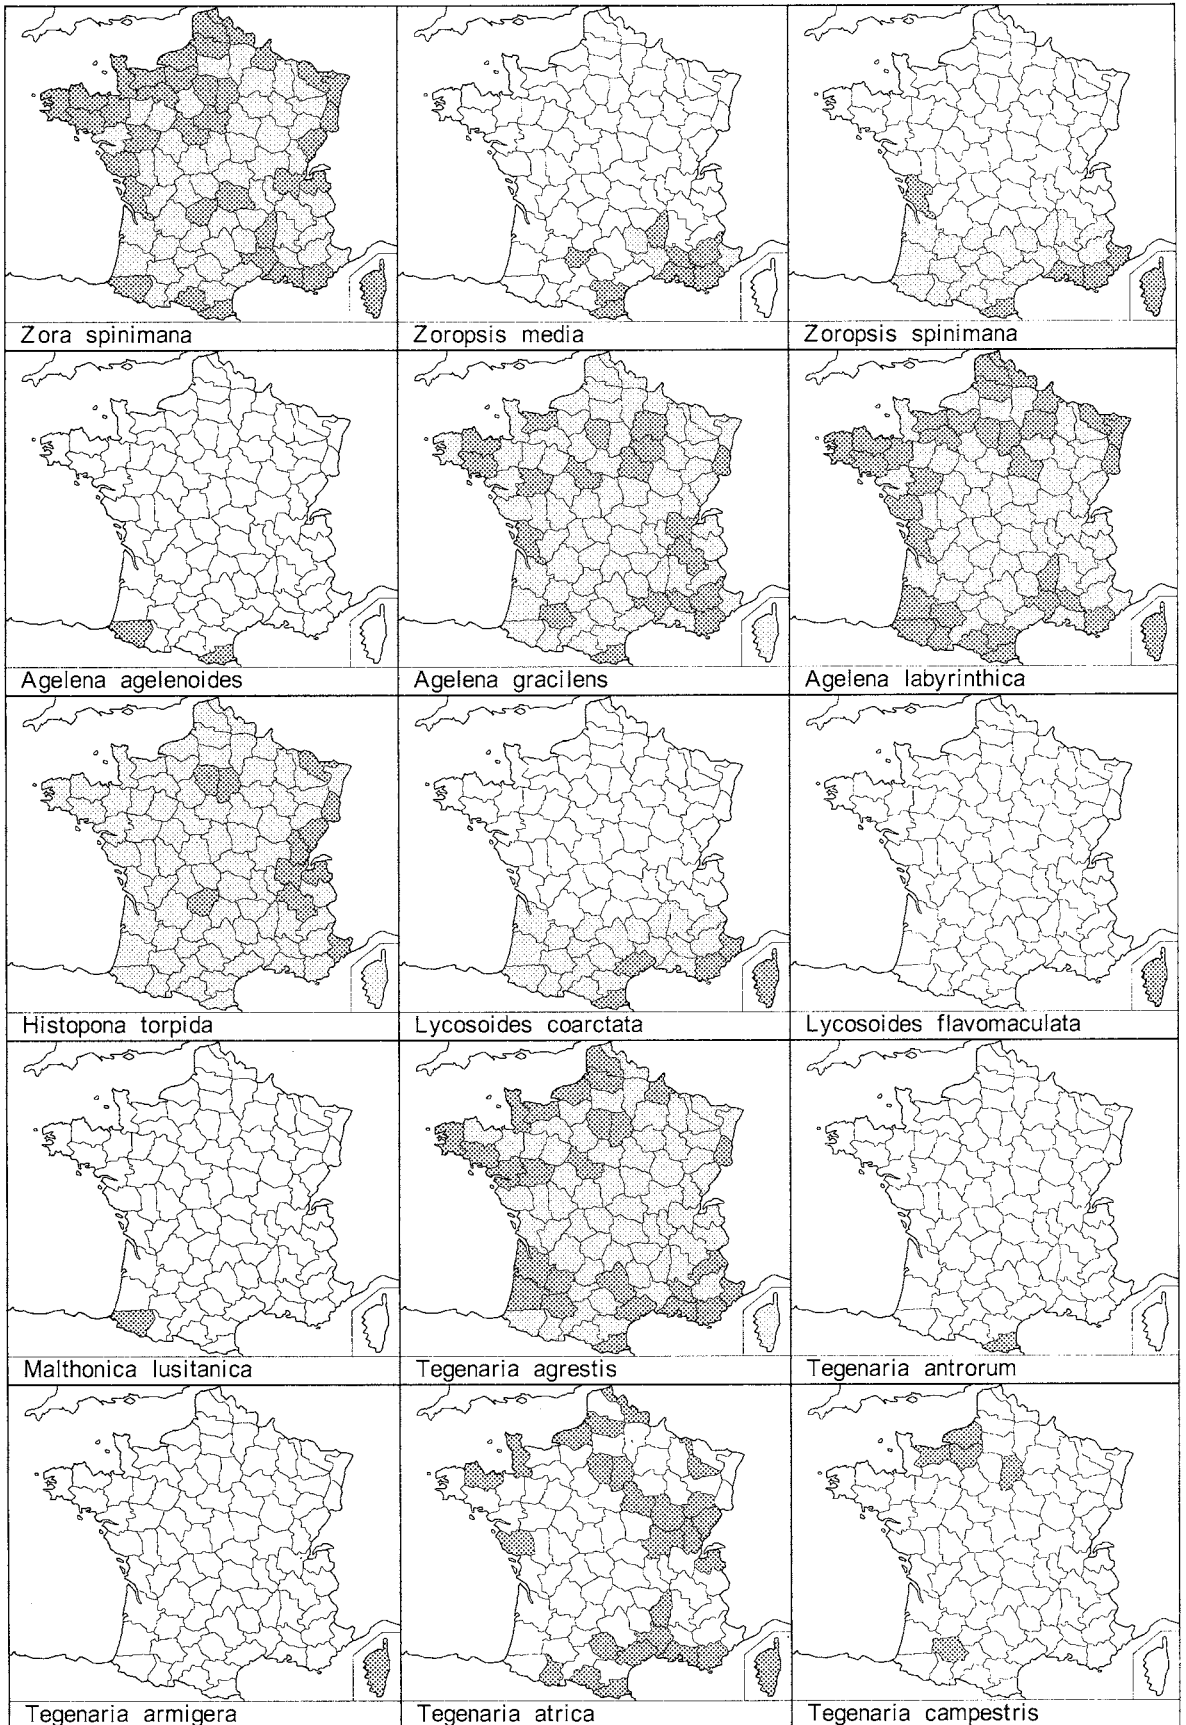 Zora spinimana
Zoropsis media
Zoropsis spinimana
Agelena agelenoides
Agelena gracilens
Agelena labyrinthica
Histopona torpida
Lycosoides coarctata
Lycosoides flavomaculata
Malthonica lusitanica
Tegenaria agrestis
Tegenaria antrorum
Tegenaria armigera
Tegenaria atrica
Tegenaria campestris